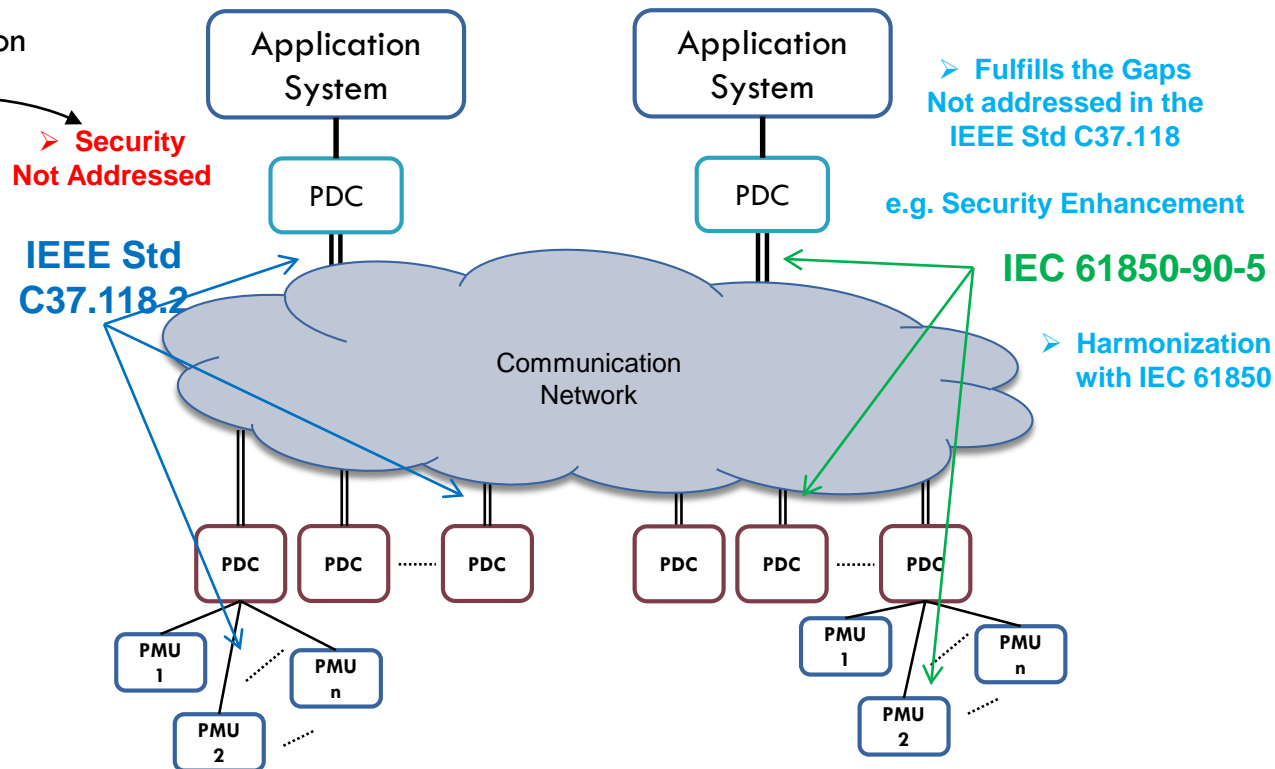 on
Application
System
Application
System
➢ Fulfills the Gaps
Not addressed in the
IEEE Std C37.118
➢ Security
Not Addressed
PDC
PDC
e.g. Security Enhancement
IEEE Std
C37.118.2
IEC 61850-90-5
➢ Harmonization
with IEC 61850
Communication
Network
PDC
PDC
PDC
PDC
PDC
PDC
PMU
1
PMU
2
PMU
n
PMU
1
PMU
2
PMU
n